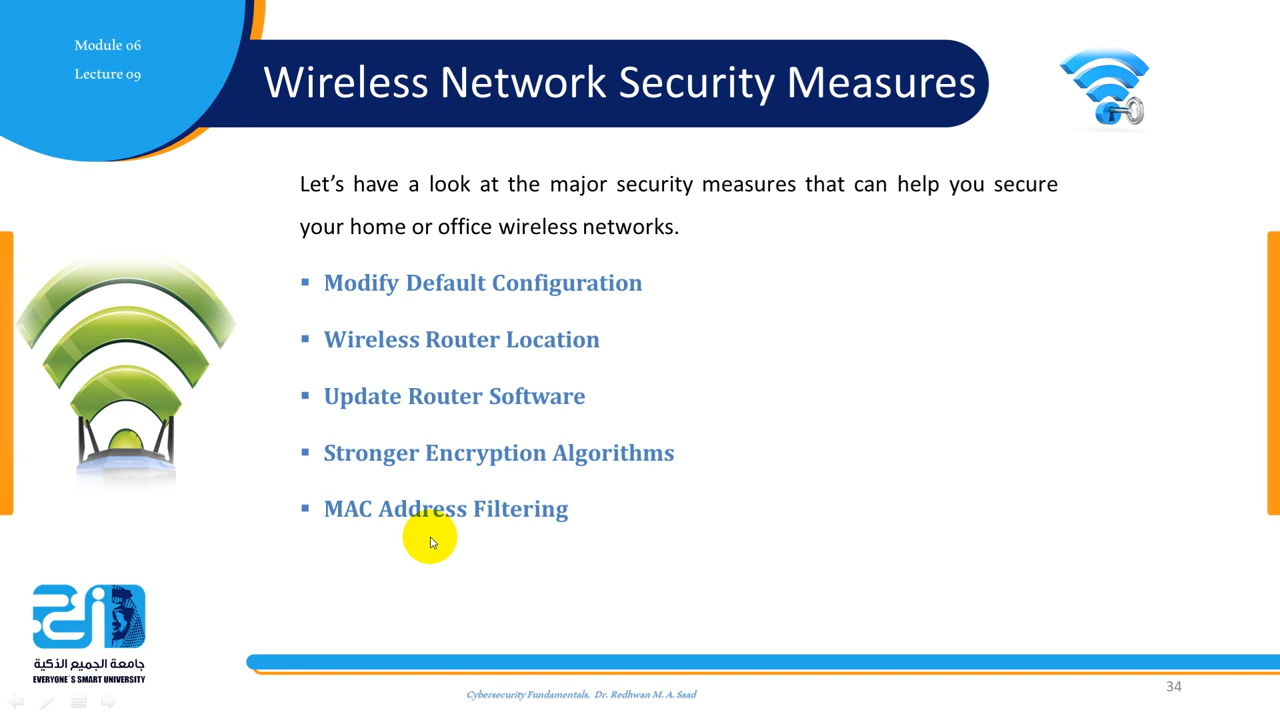 Module 06
Lecture 09
Wireless Network Security Measures
Let’s have a look at the major security measures that can help you secure
your home or office wireless networks.
▪ Modify Default Configuration
▪ Wireless Router Location
▪ Update Router Software
▪ Stronger Encryption Algorithms
▪ MAC Address Filtering
جامعة الجميع الذكية
EVERYONE`S SMART UNIVERSITY
Cybersecurity Fundamentals, Dr. Redhwan M. A. Saad
34